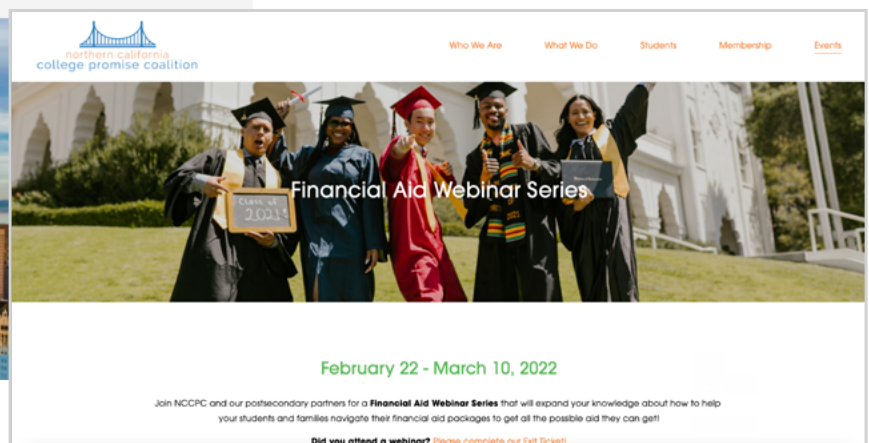 northern california
college promise coalition
Who We Are What We Do Students Membership Events
Financial Aid Webinar Series
Class of
2021!
2021
February 22 - March 10, 2022
Join NCCPC and our postsecondary partners for a Financial Aid Webinar Series that will expand your knowledge about how to help
your students and families navigate their financial aid packages to get all the possible aid they can get!
Did you attend a webinar? Please complete our Exit Ticket!